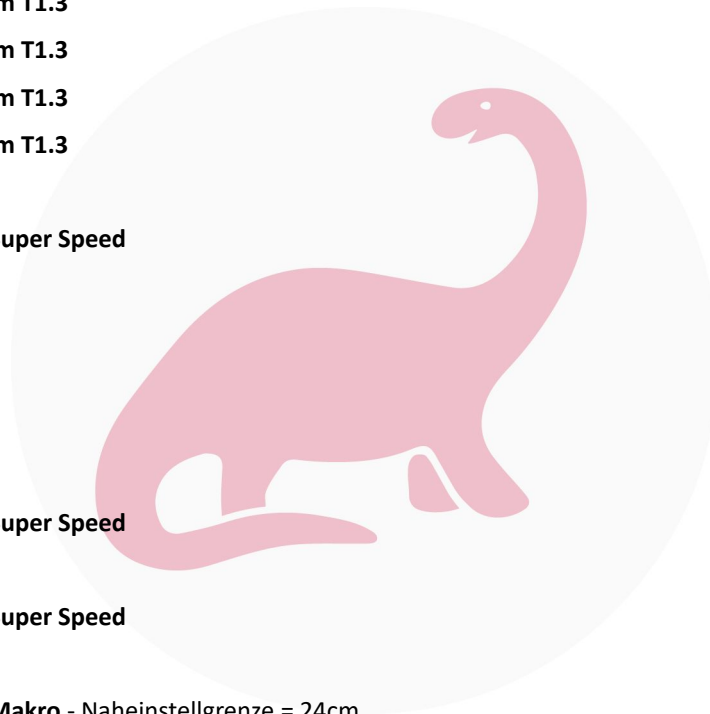 m T1.3
m T1.3
m T1.3
m T1.3
uper Speed
uper Speed
uper Speed
Makro - Naheinstellgrenze = 24cm